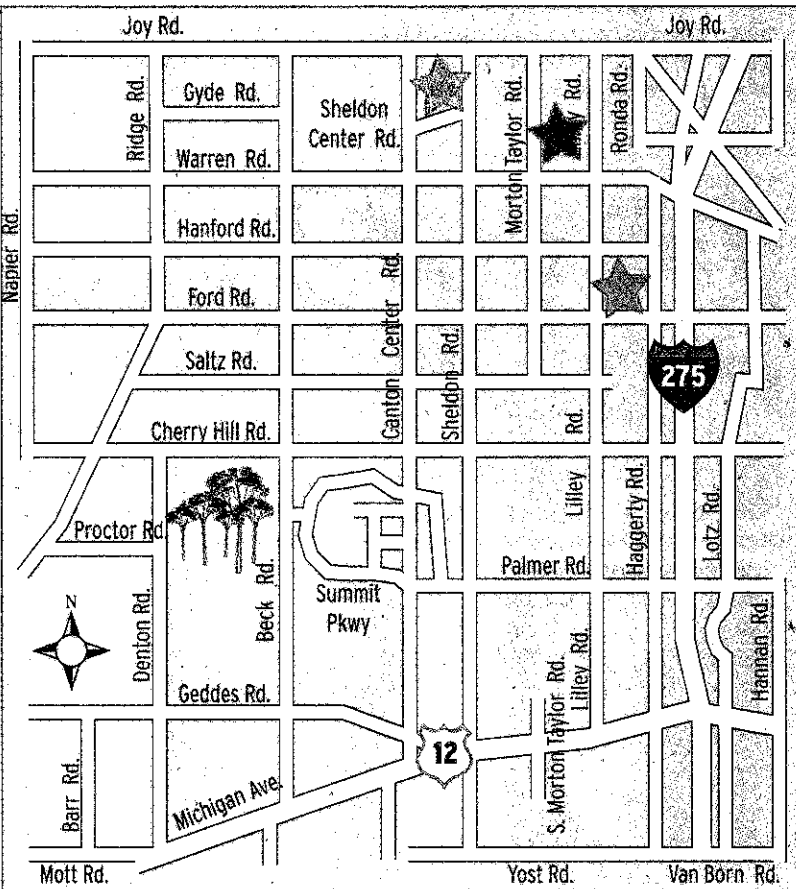 Joy Rd.
Joy Rd.
Ridge Rd.
Gyde Rd.
Sheldon
Center Rd.
Morton Taylor Rd.
Rd.
Ronda Rd.
Warren Rd.
Napier Rd.
Hanford Rd.
Canton Center Rd.
Ford Rd.
Sheldon Rd.
Saltz Rd.
275
Cherry Hill Rd.
Lilley Rd.
Haggerty Rd.
Lotz Rd.
Proctor Rd.
Palmer Rd.
Beck Rd.
Summit
Pkwy
N
Denton Rd.
Hannan Rd.
Geddes Rd.
S. Morton Taylor Rd.
Lilley Rd.
12
Barr Rd.
Michigan Ave.
Mott Rd.
Yost Rd.
Van Born Rd.